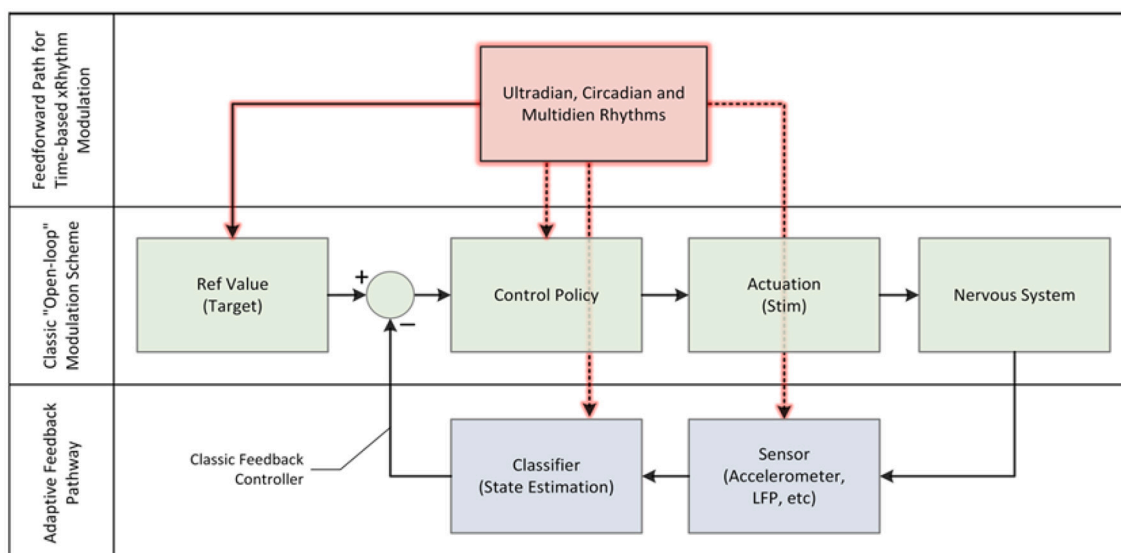 Feedforward Path for
Time-based xRhythm
Modulation
Ultradian, Circadian and
Multidien Rhythms
Classic "Open-loop"
Modulation Scheme
Ref Value
(Target)
+
−
Control Policy
Actuation
(Stim)
Nervous System
Adaptive Feedback
Pathway
Classic Feedback
Controller
Classifier
(State Estimation)
Sensor
(Accelerometer,
LFP, etc)